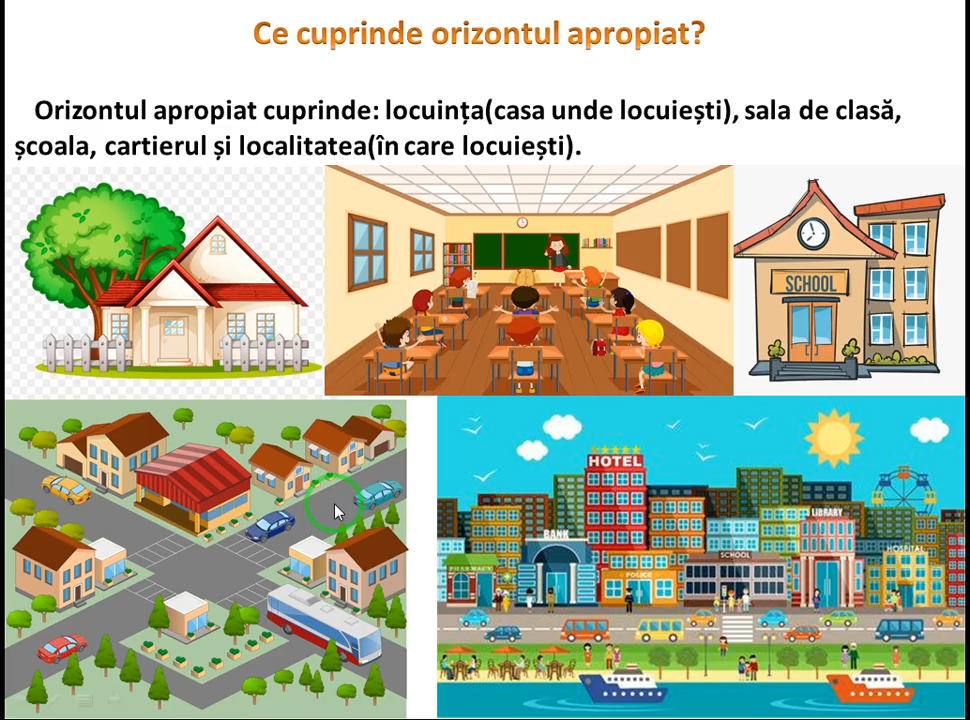 Ce cuprinde orizontul apropiat?
Orizontul apropiat cuprinde: locuința(casa unde locuiești), sala de clasă,
școala, cartierul și localitatea(în care locuiești).
SCHOOL
HOTEL
LIBRARY
BANK
HOSPITAL
SCHOOL
PHARMACY
POLICE